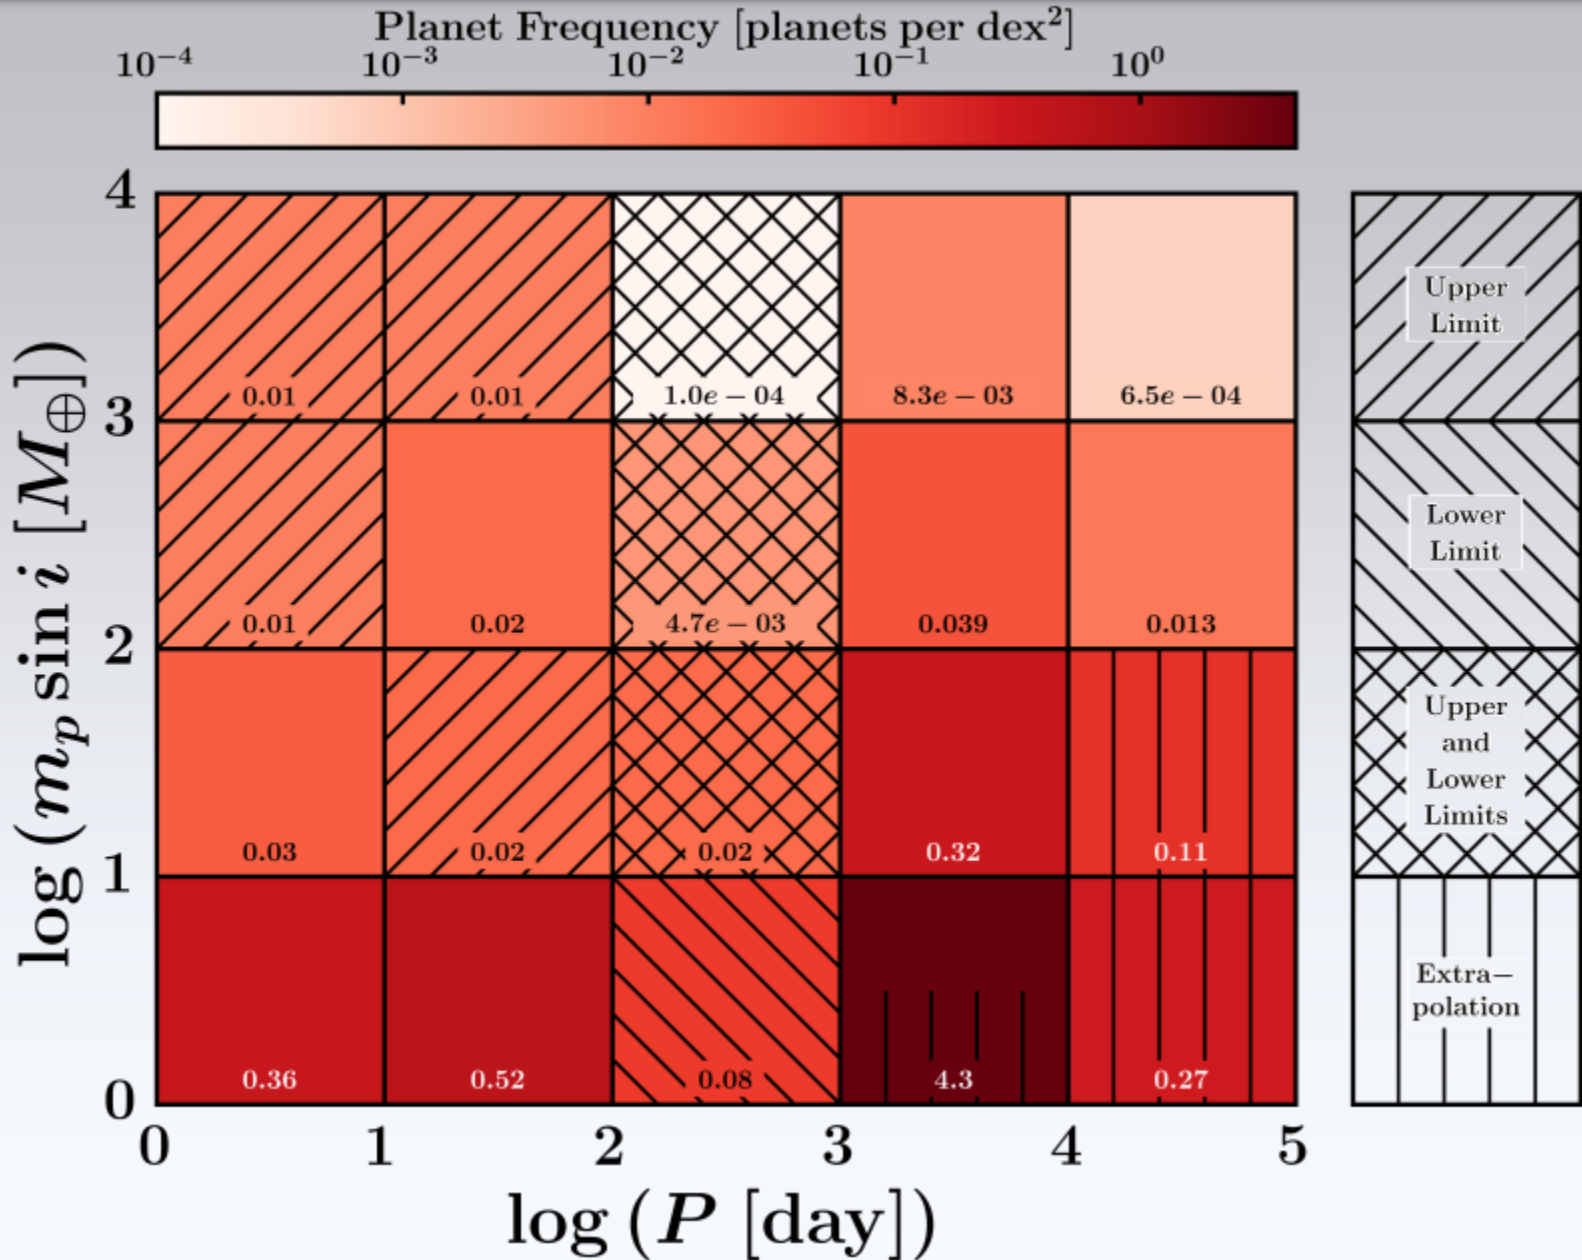 Planet Frequency [planets per dex²]
10⁻⁴ 10⁻³ 10⁻² 10⁻¹ 10⁰
log (mₚ sin i [M⊕])
4
3
2
1
0
0.01 0.01 1.0e − 04 8.3e − 03 6.5e − 04
0.01 0.02 4.7e − 03 0.039 0.013
0.03 0.02 0.02 0.32 0.11
0.36 0.52 0.08 4.3 0.27
0 1 2 3 4 5
log (P [day])
Upper
Limit
Lower
Limit
Upper
and
Lower
Limits
Extra−
polation